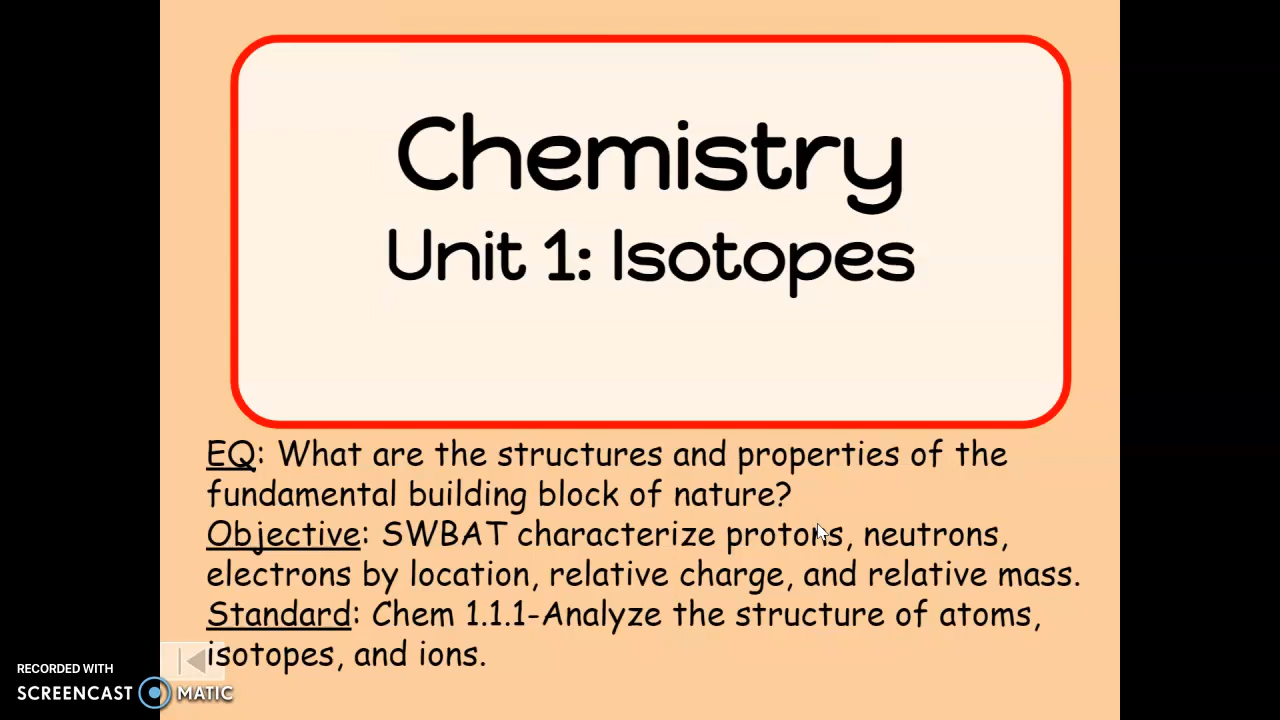 Chemistry
Unit 1: Isotopes
EQ: What are the structures and properties of the
fundamental building block of nature?
Objective: SWBAT characterize protons, neutrons,
electrons by location, relative charge, and relative mass.
Standard: Chem 1.1.1-Analyze the structure of atoms,
isotopes, and ions.
RECORDED WITH
SCREENCAST MATIC